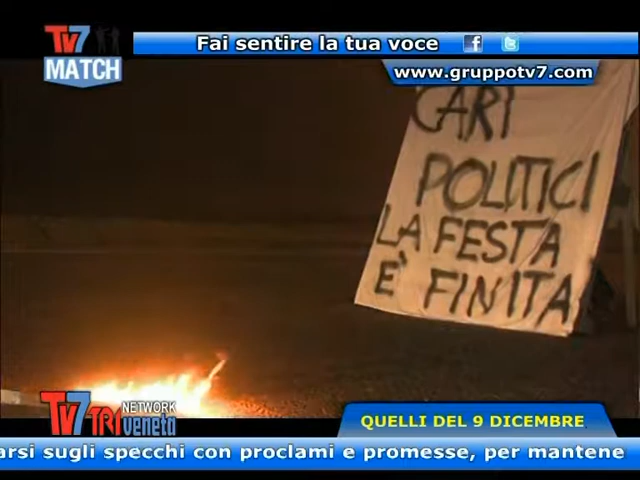 TV7
MATCH
Fai sentire la tua voce
www.gruppotv7.com
CARI
POLITICI
LA FESTA
È FINITA
TV7 TRIveneta
NETWORK
QUELLI DEL 9 DICEMBRE
arsi sugli specchi con proclami e promesse, per mantene